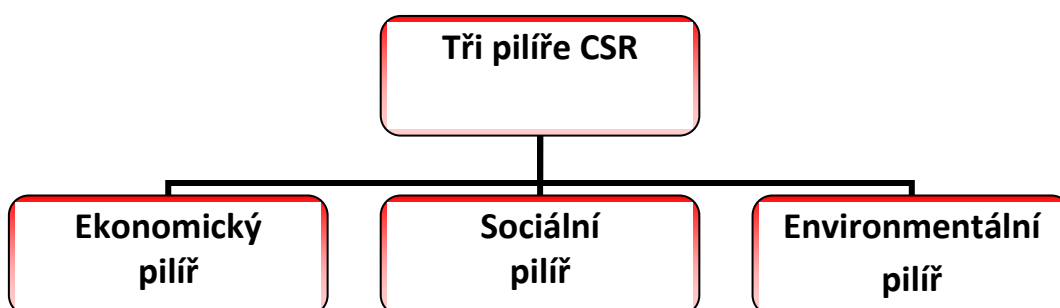 Tři pilíře CSR
Ekonomický
pilíř
Sociální
pilíř
Environmentální
pilíř